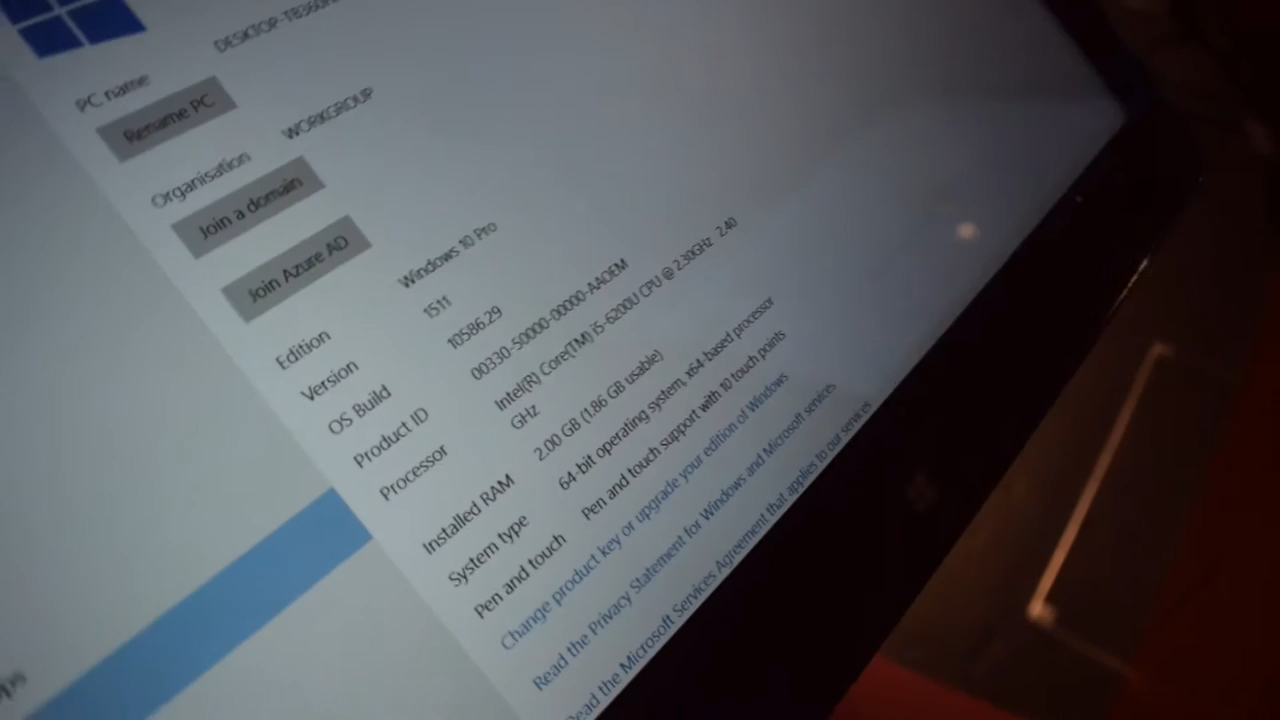 PC name
Rename PC
Organisation WORKGROUP
Join a domain
Join Azure AD
Edition Windows 10 Pro
Version 1511
OS Build 10586.29
Product ID 00330-50000-00000-AAOEM
Processor Intel(R) Core(TM) i5-6200U CPU @ 2.30GHz 2.40
GHz
Installed RAM 2.00 GB (1.86 GB usable)
System type 64-bit operating system, x64-based processor
Pen and touch Pen and touch support with 10 touch points
Change product key or upgrade your edition of Windows
Read the Privacy Statement for Windows and Microsoft services
Read the Microsoft Services Agreement that applies to our services